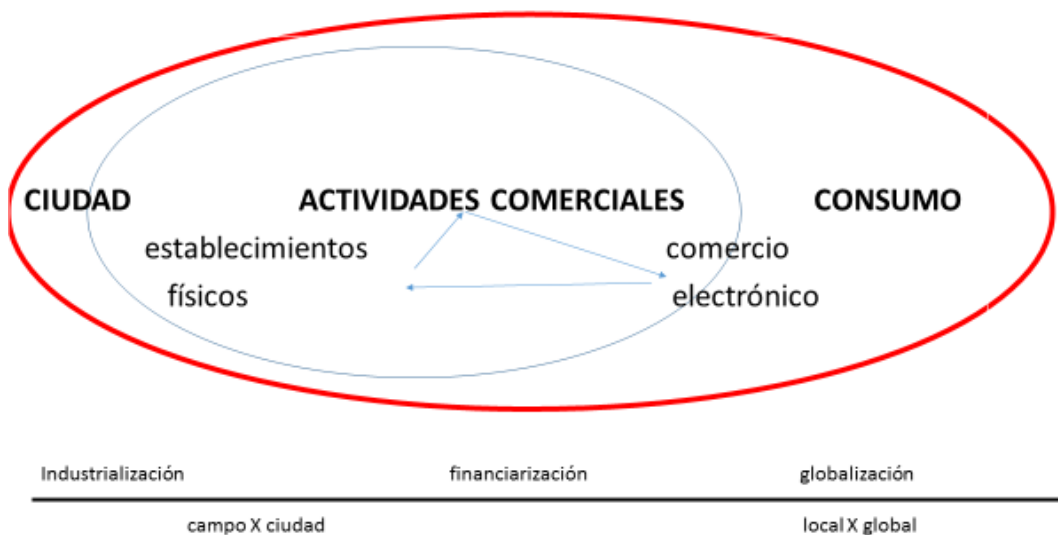 CIUDAD ACTIVIDADES COMERCIALES CONSUMO
establecimientos comercio
físicos electrónico
Industrialización financiarización globalización
campo X ciudad local X global